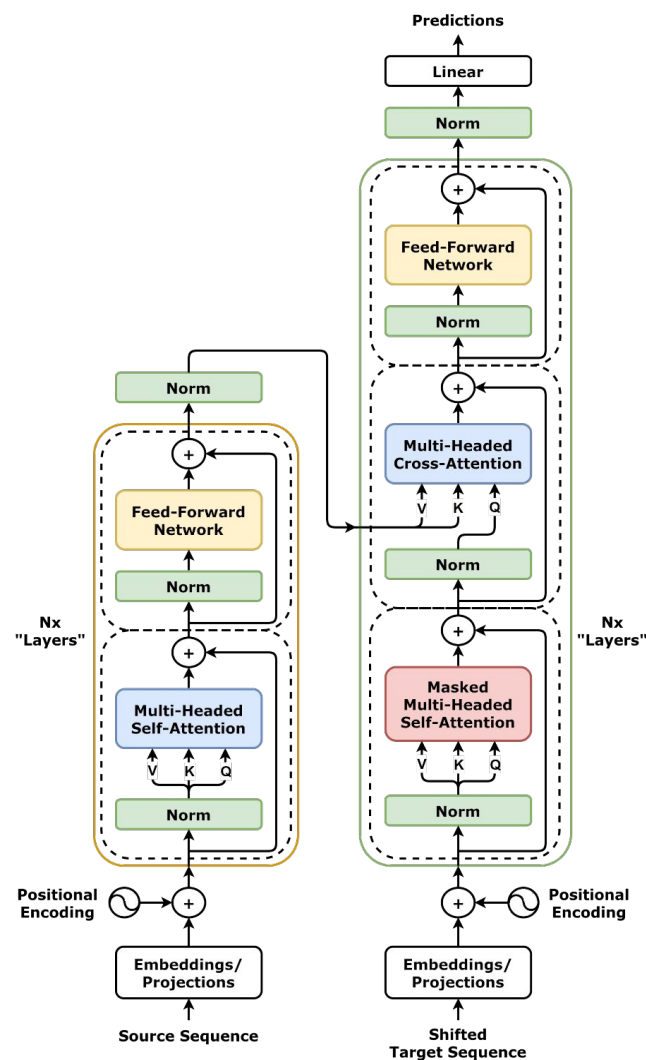 Predictions
Linear
Norm
+
Feed-Forward
Network
Norm
+
Multi-Headed
Cross-Attention
V K Q
Norm
+
Masked
Multi-Headed
Self-Attention
V K Q
Norm
Nx
"Layers"
+
Positional
Encoding
Embeddings/
Projections
Shifted
Target Sequence
Norm
+
Feed-Forward
Network
Norm
Nx
"Layers"
+
Multi-Headed
Self-Attention
V K Q
Norm
Positional
Encoding
+
Embeddings/
Projections
Source Sequence